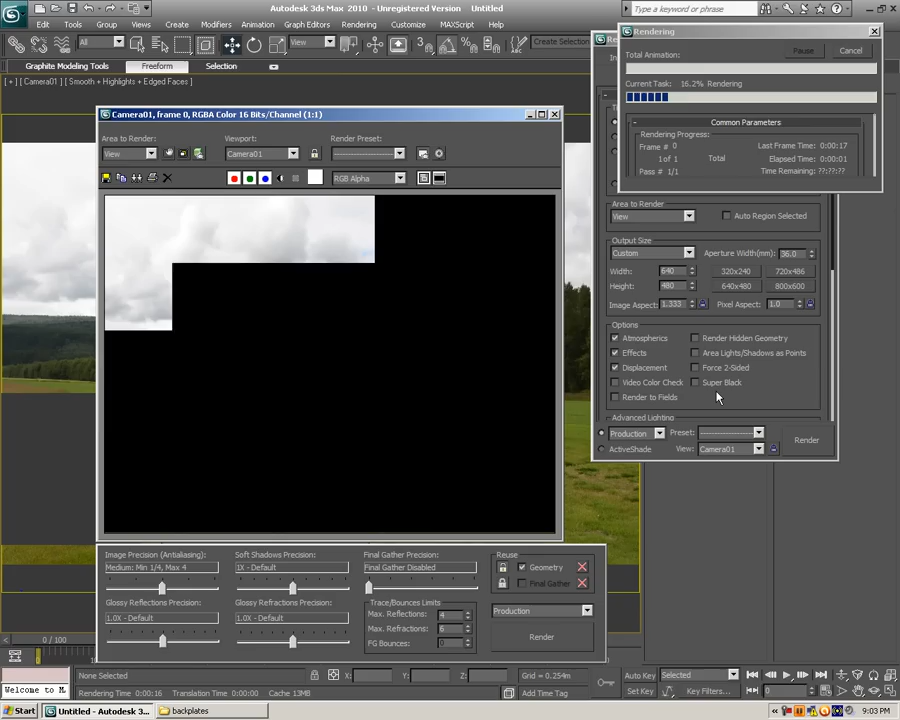 Autodesk 3ds Max 2010 - Unregistered Version Untitled
Type a keyword or phrase
Edit Tools Group Views Create Modifiers Animation Graph Editors Rendering Customize MAXScript Help
All View Create Selection
Graphite Modeling Tools Freeform Selection
[ + ] [ Camera01 ] [ Smooth + Highlights + Edged Faces ]
Rendering
Total Animation: Pause Cancel
Current Task: 16.2% Rendering
Common Parameters
Rendering Progress:
Frame # 0 Last Frame Time: 0:00:17
1 of 1 Total Elapsed Time: 0:00:01
Pass # 1/1 Time Remaining: ??:??:??
Camera01, frame 0, RGBA Color 16 Bits/Channel (1:1)
Area to Render: Viewport: Render Preset:
View Camera01
RGB Alpha
Area to Render
View Auto Region Selected
Output Size
Custom Aperture Width(mm): 36.0
Width: 640 320x240 720x486
Height: 480 640x480 800x600
Image Aspect: 1.333 Pixel Aspect: 1.0
Options
Atmospherics Render Hidden Geometry
Effects Area Lights/Shadows as Points
Displacement Force 2-Sided
Video Color Check Super Black
Render to Fields
Advanced Lighting
Production Preset: Render
ActiveShade View: Camera01
Image Precision (Antialiasing): Soft Shadows Precision: Final Gather Precision: Reuse
Medium: Min 1/4, Max 4 1X - Default Final Gather Disabled Geometry
Final Gather
Glossy Reflections Precision: Glossy Refractions Precision: Trace/Bounces Limits
1.0X - Default 1.0X - Default Max. Reflections: 4 Production
Max. Refractions: 6 Render
FG Bounces: 0
0 / 100
None Selected X: Y: Z: Grid = 0.254m Auto Key Selected
Welcome to M Rendering Time 0:00:16 Translation Time 0:00:00 Cache 13MB Add Time Tag Set Key Key Filters... 0
Start Untitled - Autodesk 3... backplates 9:03 PM